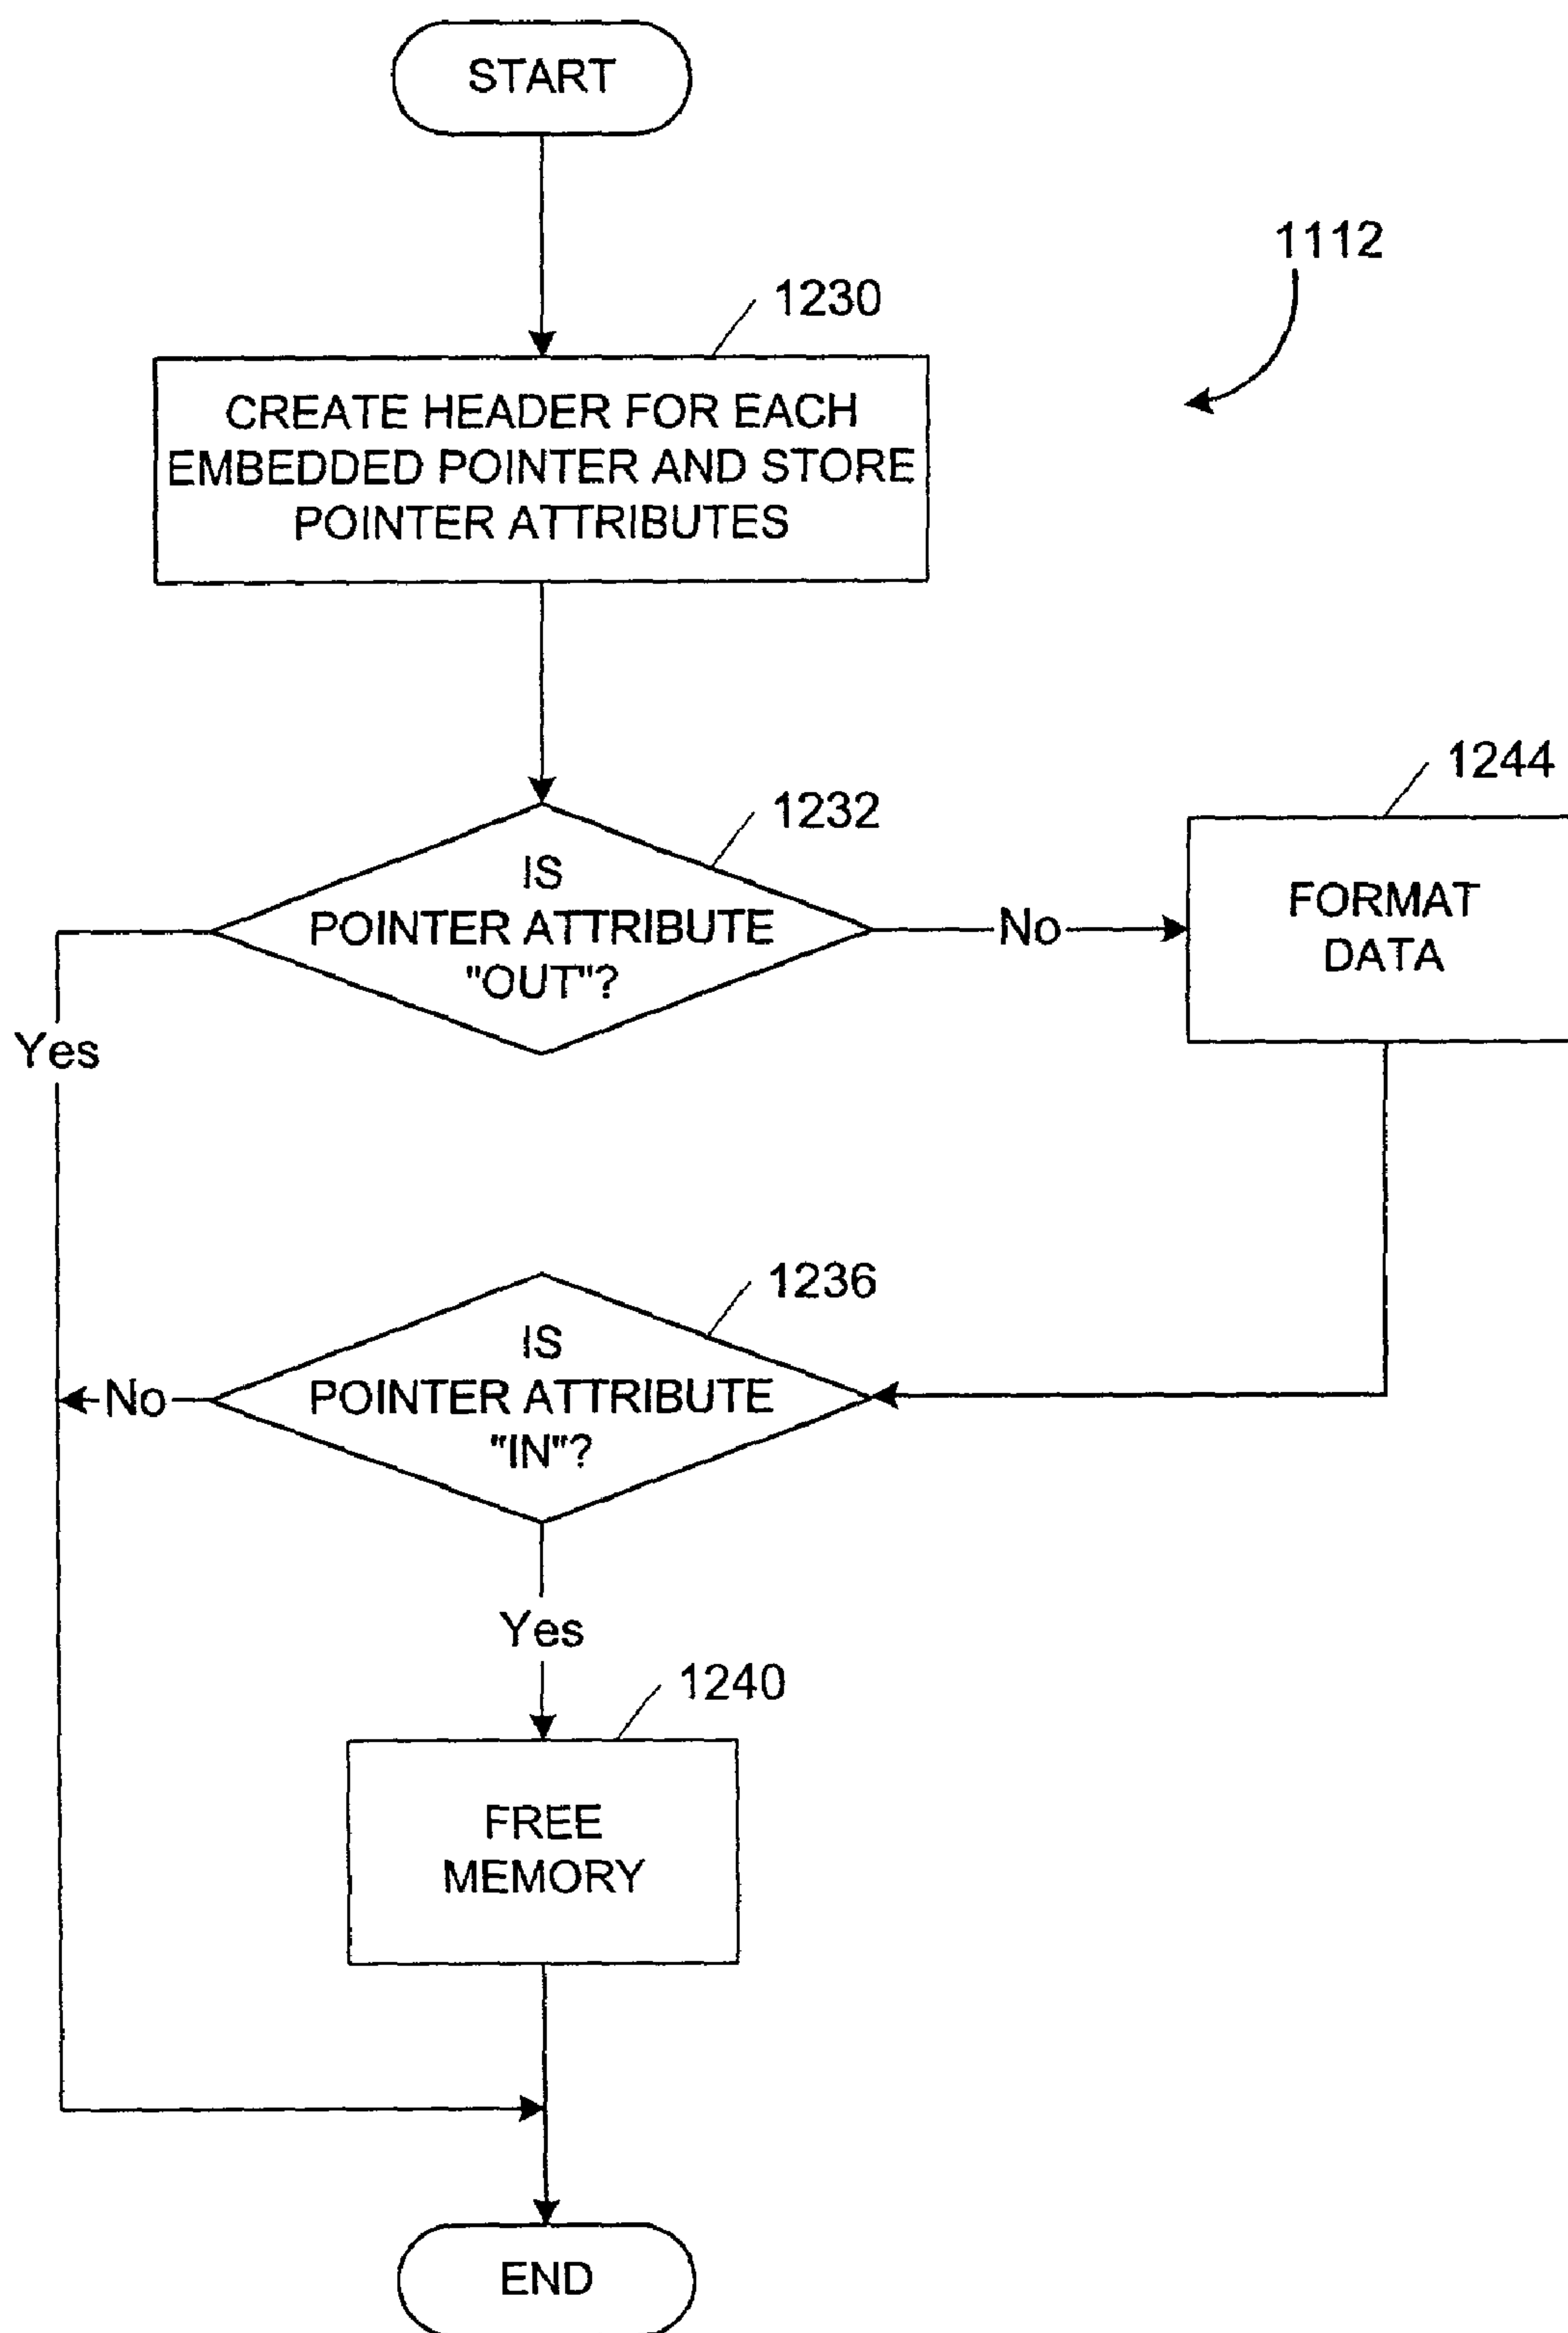 START
1112
1230
CREATE HEADER FOR EACH
EMBEDDED POINTER AND STORE
POINTER ATTRIBUTES
1244
1232
IS
POINTER ATTRIBUTE
"OUT"?
No
FORMAT
DATA
Yes
1236
IS
POINTER ATTRIBUTE
"IN"?
No
Yes
1240
FREE
MEMORY
END